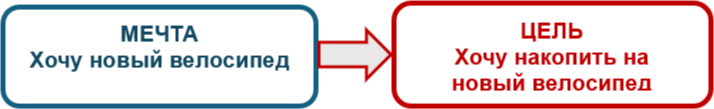 МЕЧТА
Хочу новый велосипед
ЦЕЛЬ
Хочу накопить на
новый велосипед